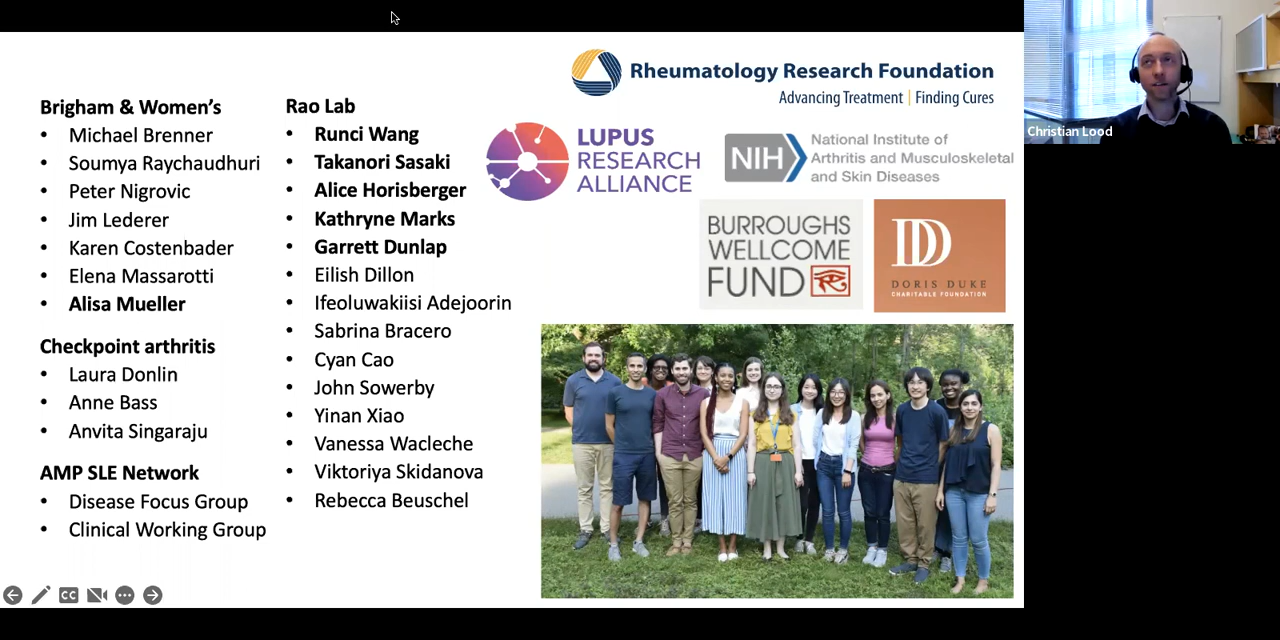 Brigham & Women's
• Michael Brenner
• Soumya Raychaudhuri
• Peter Nigrovic
• Jim Lederer
• Karen Costenbader
• Elena Massarotti
• Alisa Mueller
Checkpoint arthritis
• Laura Donlin
• Anne Bass
• Anvita Singaraju
AMP SLE Network
• Disease Focus Group
• Clinical Working Group
Rao Lab
• Runci Wang
• Takanori Sasaki
• Alice Horisberger
• Kathryne Marks
• Garrett Dunlap
• Eilish Dillon
• Ifeoluwakiisi Adejoorin
• Sabrina Bracero
• Cyan Cao
• John Sowerby
• Yinan Xiao
• Vanessa Wacleche
• Viktoriya Skidanova
• Rebecca Beuschel
Rheumatology Research Foundation
Advancing Treatment | Finding Cures
LUPUS
RESEARCH
ALLIANCE
NIH
National Institute of
Arthritis and Musculoskeletal
and Skin Diseases
BURROUGHS
WELLCOME
FUND
DD
DORIS DUKE
CHARITABLE FOUNDATION
CC
Christian Lood